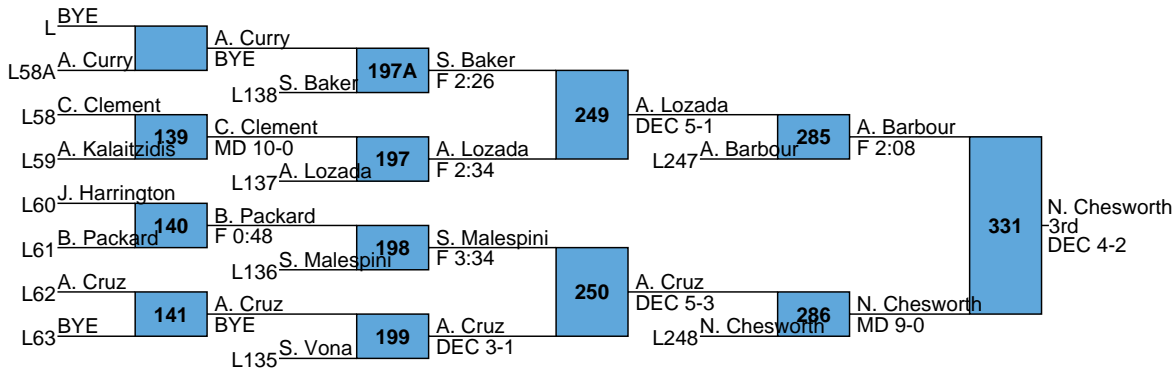 L BYE
L58A A. Curry
A. Curry
BYE
L138 S. Baker
197A
S. Baker
F 2:26
L58 C. Clement
139
L59 A. Kalaitzidis
C. Clement
MD 10-0
L137 A. Lozada
197
A. Lozada
F 2:34
249
A. Lozada
DEC 5-1
L247 A. Barbour
285
A. Barbour
F 2:08
L60 J. Harrington
140
L61 B. Packard
B. Packard
F 0:48
L136 S. Malespini
198
S. Malespini
F 3:34
L62 A. Cruz
141
L63 BYE
A. Cruz
BYE
L135 S. Vona
199
A. Cruz
DEC 3-1
250
A. Cruz
DEC 5-3
L248 N. Chesworth
286
N. Chesworth
MD 9-0
331
N. Chesworth
3rd
DEC 4-2